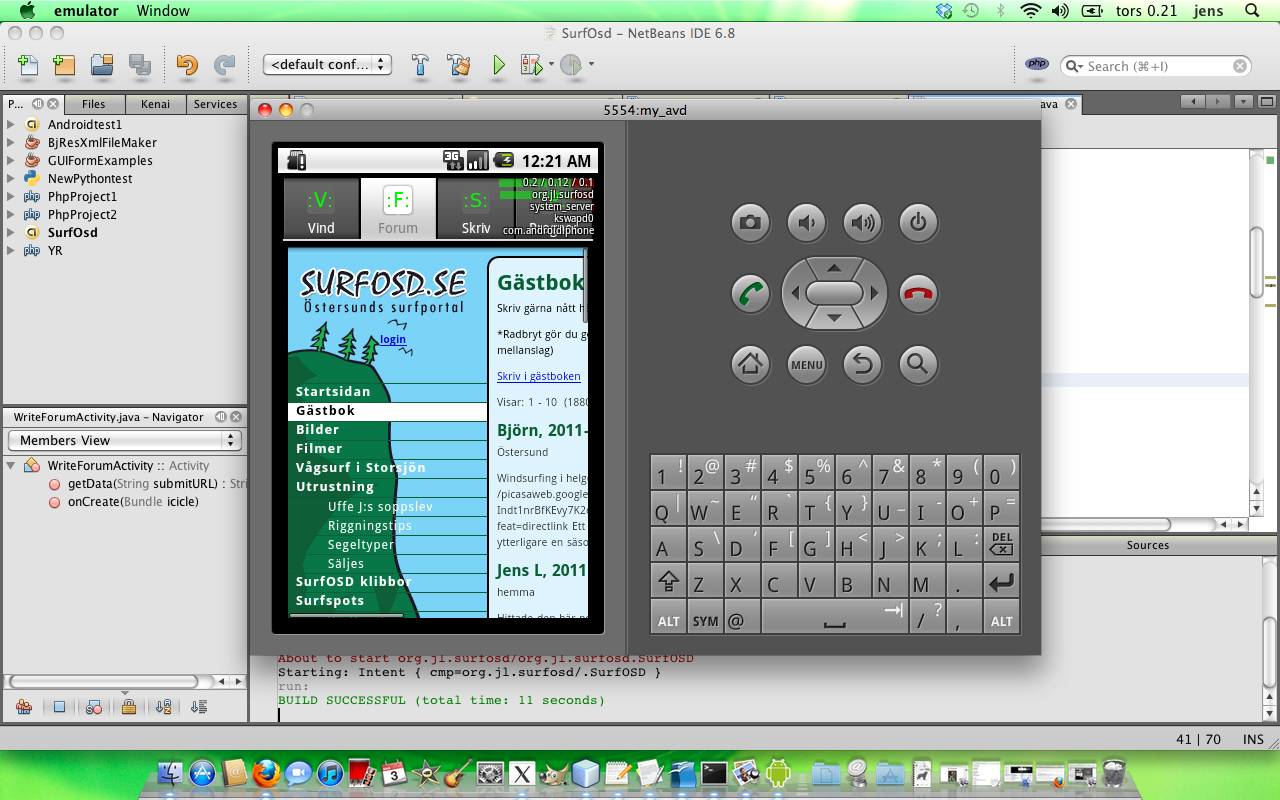 emulator Window tors 0.21 jens
SurfOsd – NetBeans IDE 6.8
<default conf... php Search (⌘+I)
P... Files Kenai Services
Androidtest1
BjResXmlFileMaker
GUIFormExamples
NewPythontest
php PhpProject1
php PhpProject2
SurfOsd
php YR
WriteForumActivity.java – Navigator
Members View
WriteForumActivity :: Activity
getData(String submitURL) : Stri
onCreate(Bundle icicle)
ava
5554:my_avd
3G 12:21 AM
:V: :F: :S:
Vind Forum Skriv
0.2 / 0.12 / 0.1
org.jl.surfosd
system_server
kswapd0
com.android.phone
SURFOSD.SE
Östersunds surfportal
login
Startsidan
Gästbok
Bilder
Filmer
Vågsurf i Storsjön
Utrustning
Uffe J:s soppslev
Riggningstips
Segeltyper
Säljes
SurfOSD klibbor
Surfspots
Gästbok
Skriv gärna nått h
*Radbryt gör du g
mellanslag)
Skriv i gästboken
Visar: 1 - 10 (1880
Björn, 2011-
Östersund
Windsurfing i helg
/picasaweb.google
Indt1nrBfKEvy7K2
feat=directlink Ett
ytterligare en säso
Jens L, 2011
hemma
Hittade den här p
MENU
1 ! 2 @ 3 # 4 $ 5 % 6 ^ 7 & 8 * 9 ( 0 )
Q | W ~ E " R ` T { Y } U _ I - O + P =
A S \ D ' F [ G ] H < J > K ; L : DEL
Z X C V B N M .
ALT SYM @ / ? , ALT
Sources
About to start org.jl.surfosd/org.jl.surfosd.SurfOSD
Starting: Intent { cmp=org.jl.surfosd/.SurfOSD }
run:
BUILD SUCCESSFUL (total time: 11 seconds)
41 | 70 INS
3
X